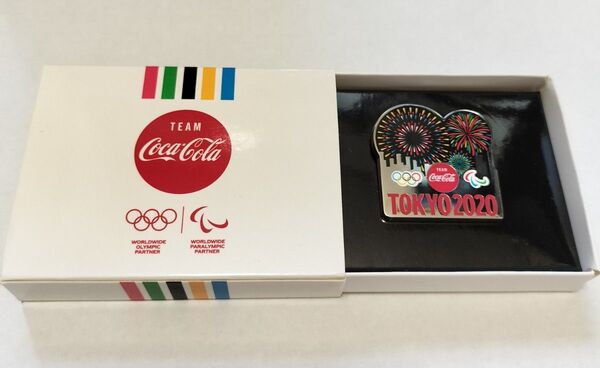 TEAM
Coca-Cola
WORLDWIDE
OLYMPIC
PARTNER
WORLDWIDE
PARALYMPIC
PARTNER
TEAM
Coca-Cola
TOKYO 2020